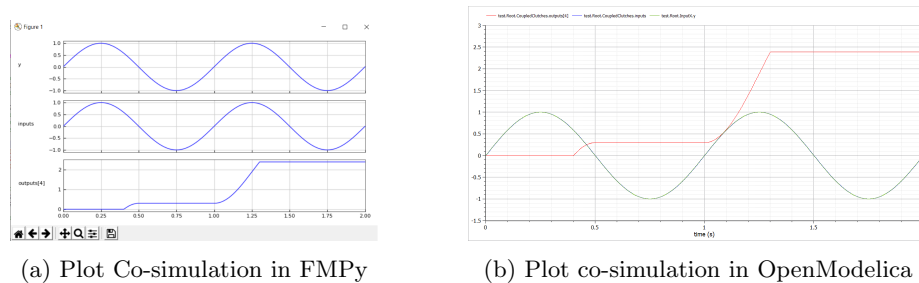 Figure 1
1.0
0.5
y
0.0
−0.5
−1.0
1.0
0.5
inputs
0.0
−0.5
−1.0
2
outputs[4]
1
0
0.00 0.25 0.50 0.75 1.00 1.25 1.50 1.75 2.00
(a) Plot Co-simulation in FMPy
test.Root.CoupledClutches.outputs[4] test.Root.CoupledClutches.inputs test.Root.InputX.y
3
2.5
2
1.5
1
0.5
0
-0.5
-1
-1.5
0 0.5 1 1.5
time (s)
(b) Plot co-simulation in OpenModelica